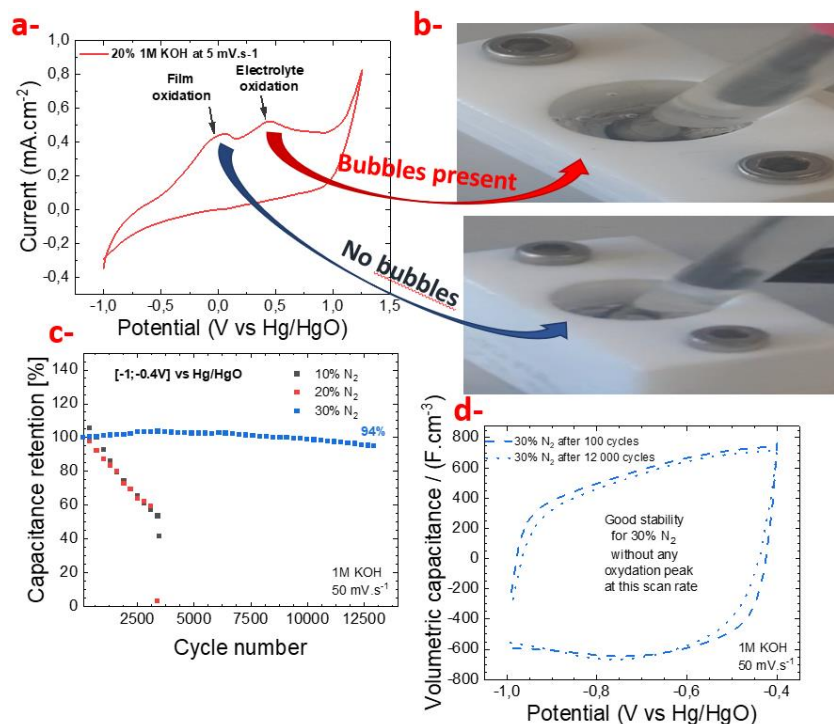 a-
20% 1M KOH at 5 mV.s-1
Film
oxidation
Electrolyte
oxidation
1,0
0,8
0,6
0,4
0,2
0,0
-0,2
-0,4
Current (mA.cm-2)
-1,0 -0,5 0,0 0,5 1,0 1,5
Potential (V vs Hg/HgO)
b-
Bubbles present
No bubbles
c-
[-1;-0.4V] vs Hg/HgO
10% N2
20% N2
30% N2
94%
140
120
100
80
60
40
20
0
Capacitance retention [%]
1M KOH
50 mV.s-1
2500 5000 7500 10000 12500
Cycle number
d-
30% N2 after 100 cycles
30% N2 after 12 000 cycles
800
600
400
200
0
-200
-400
-600
-800
Volumetric capacitance / (F.cm-3)
Good stability
for 30% N2
without any
oxydation peak
at this scan rate
1M KOH
50 mV.s-1
-1,0 -0,8 -0,6 -0,4
Potential (V vs Hg/HgO)